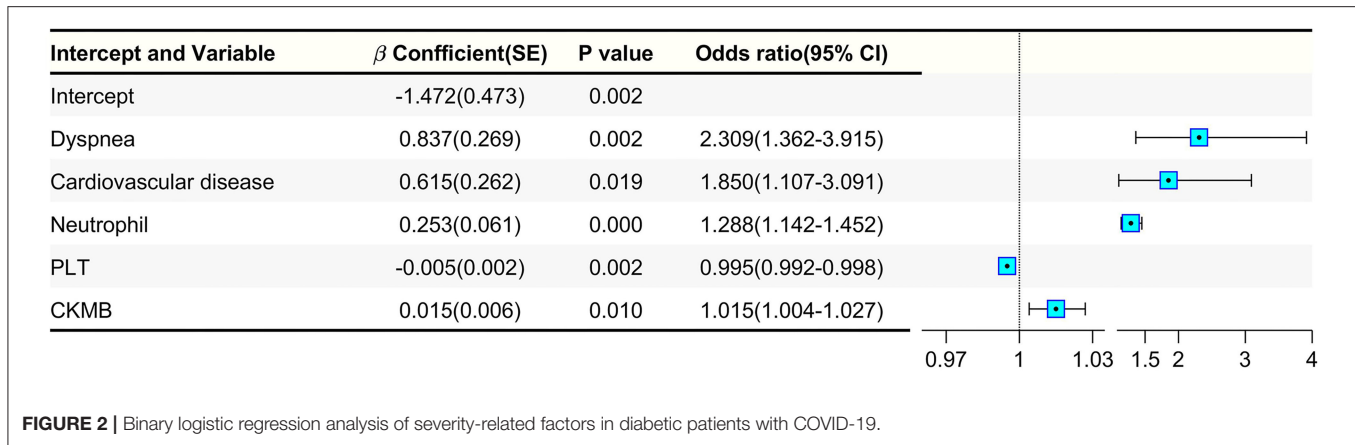 Intercept and Variable β Confficient(SE) P value Odds ratio(95% CI)
Intercept -1.472(0.473) 0.002
Dyspnea 0.837(0.269) 0.002 2.309(1.362-3.915)
Cardiovascular disease 0.615(0.262) 0.019 1.850(1.107-3.091)
Neutrophil 0.253(0.061) 0.000 1.288(1.142-1.452)
PLT -0.005(0.002) 0.002 0.995(0.992-0.998)
CKMB 0.015(0.006) 0.010 1.015(1.004-1.027)
0.97 1 1.03 1.5 2 3 4
FIGURE 2 | Binary logistic regression analysis of severity-related factors in diabetic patients with COVID-19.